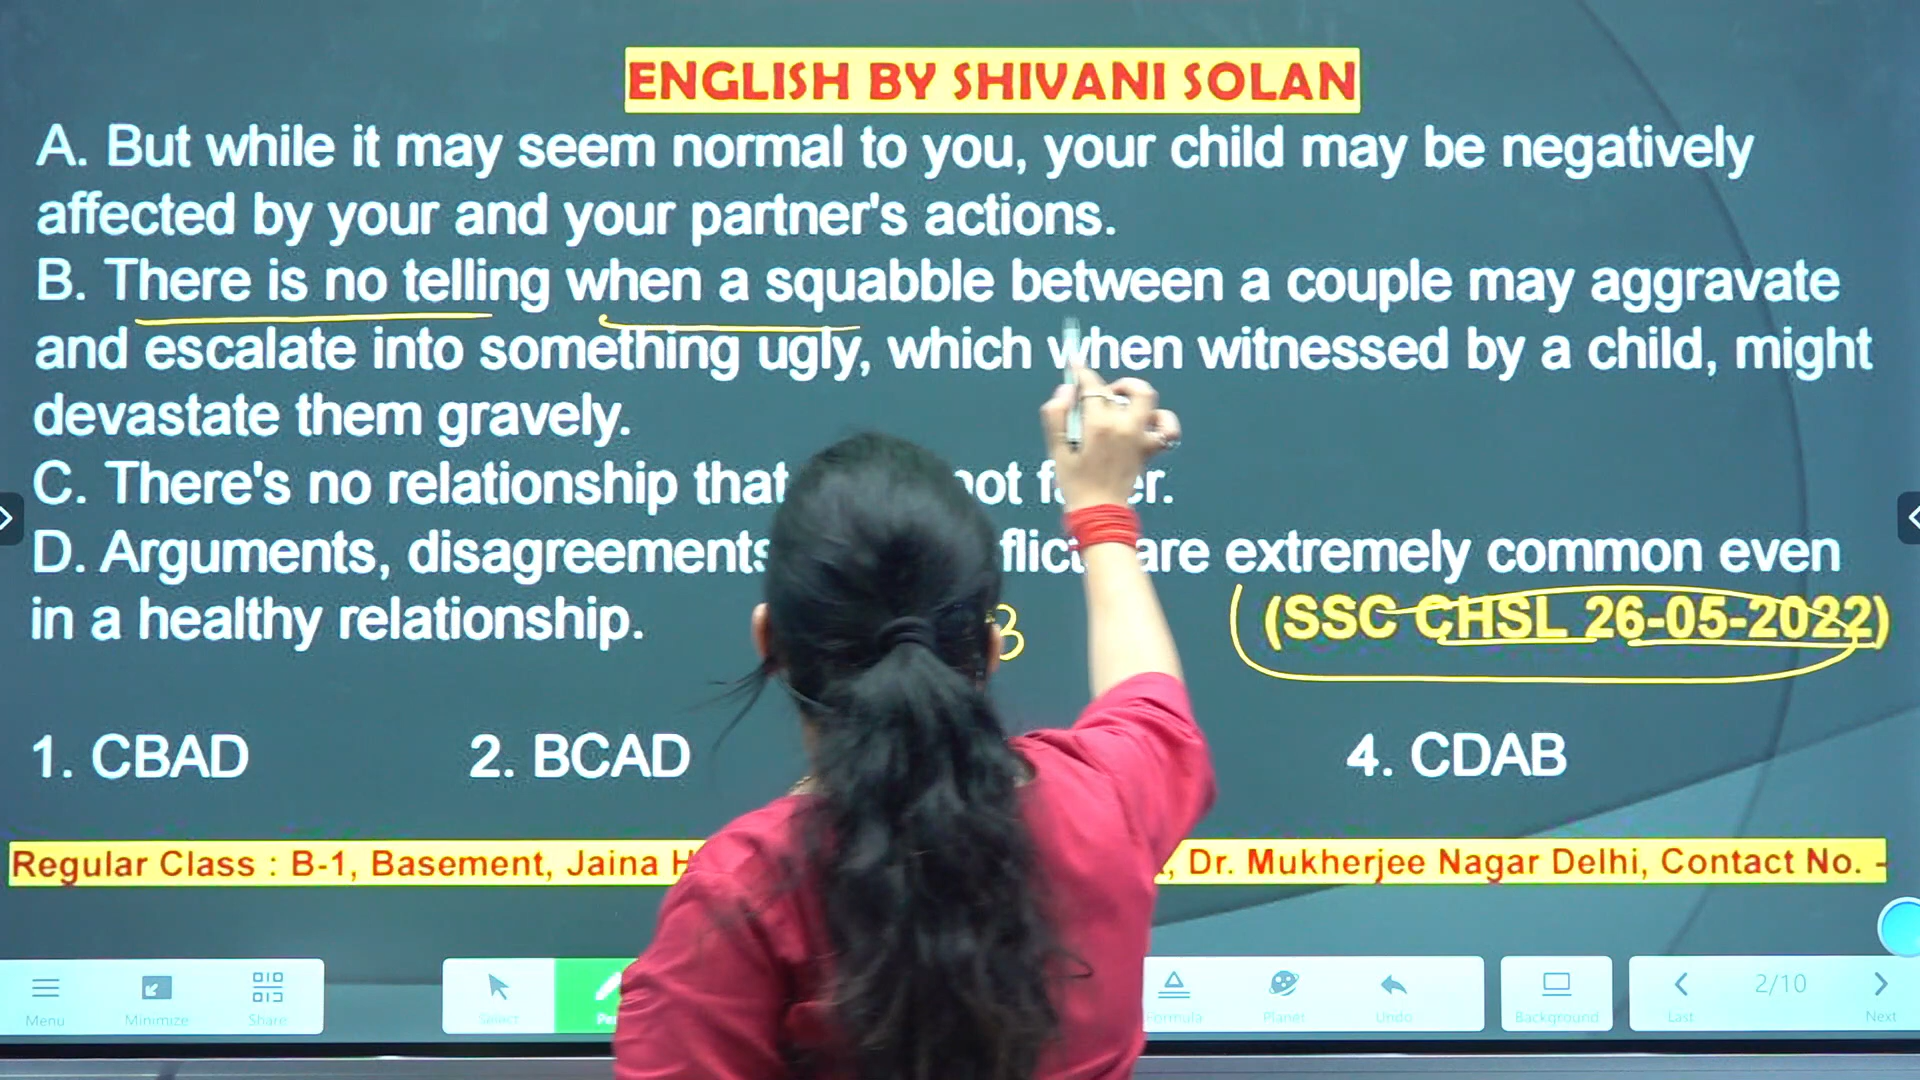 ENGLISH BY SHIVANI SOLAN
A. But while it may seem normal to you, your child may be negatively
affected by your and your partner's actions.
B. There is no telling when a squabble between a couple may aggravate
and escalate into something ugly, which when witnessed by a child, might
devastate them gravely.
C. There's no relationship that not
D. Arguments, disagreements are extremely common even
in a healthy relationship.
(SSC CHSL 26-05-2022)
1. CBAD 2. BCAD 4. CDAB
Regular Class : B-1, Basement, Jaina Dr. Mukherjee Nagar Delhi, Contact No. -
Menu Minimize Share Select Formula Planet Undo Background Last 2/10 Next